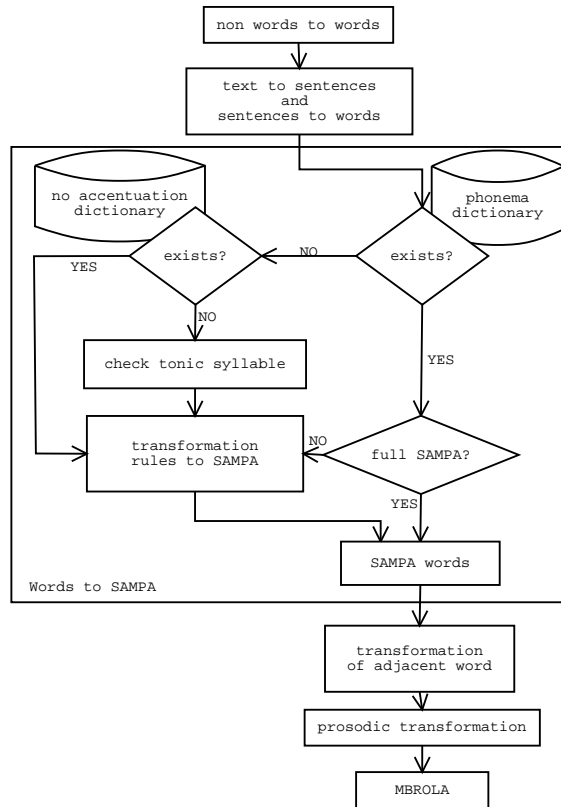 non words to words
text to sentences
and
sentences to words
no accentuation
dictionary
phonema
dictionary
exists?
NO
exists?
YES
NO
YES
check tonic syllable
transformation
rules to SAMPA
NO
full SAMPA?
YES
SAMPA words
Words to SAMPA
transformation
of adjacent word
prosodic transformation
MBROLA